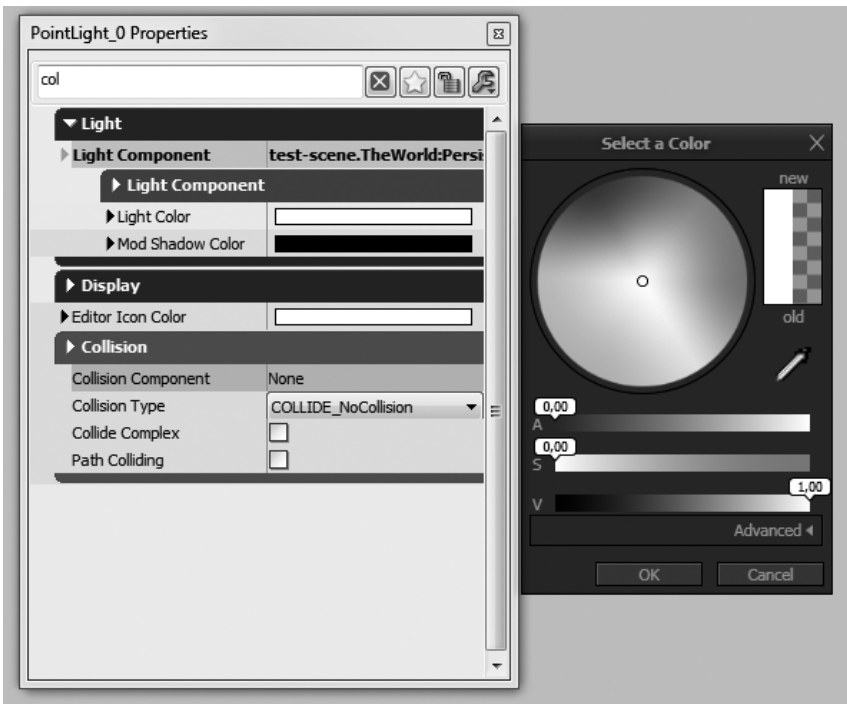 PointLight_0 Properties
col
Light
Light Component test-scene.TheWorld:Persi
Light Component
Light Color
Mod Shadow Color
Display
Editor Icon Color
Collision
Collision Component None
Collision Type COLLIDE_NoCollision
Collide Complex
Path Colliding
Select a Color
new
old
0,00
A
0,00
S
1,00
V
Advanced
OK Cancel